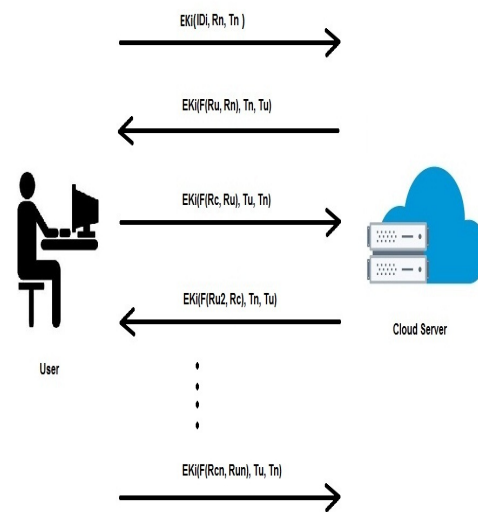 EKi(IDi, Rn, Tn )
EKi(F(Ru, Rn), Tn, Tu)
EKi(F(Rc, Ru), Tu, Tn)
EKi(F(Ru2, Rc), Tn, Tu)
Cloud Server
User
EKi(F(Rcn, Run), Tu, Tn)